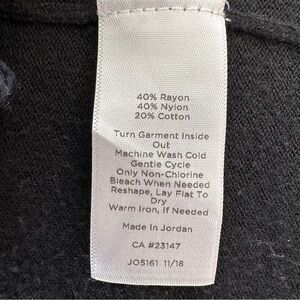 40% Rayon
40% Nylon
20% Cotton
Turn Garment Inside
Out
Machine Wash Cold
Gentle Cycle
Only Non-Chlorine
Bleach When Needed
Reshape, Lay Flat To
Dry
Warm Iron, If Needed
Made in Jordan
CA #23147
JO5161 11/18